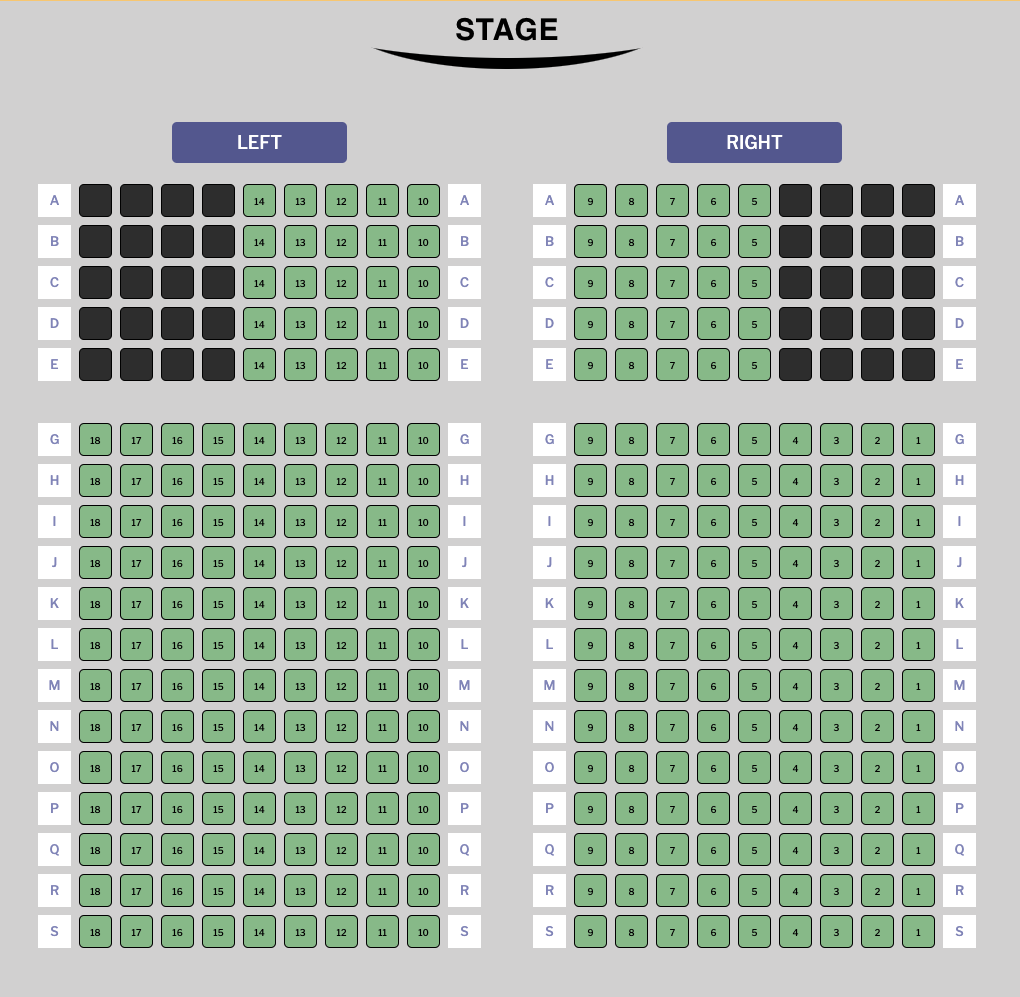 STAGE
LEFT RIGHT
A 14 13 12 11 10 A A 9 8 7 6 5 A
B 14 13 12 11 10 B B 9 8 7 6 5 B
C 14 13 12 11 10 C C 9 8 7 6 5 C
D 14 13 12 11 10 D D 9 8 7 6 5 D
E 14 13 12 11 10 E E 9 8 7 6 5 E
G 18 17 16 15 14 13 12 11 10 G G 9 8 7 6 5 4 3 2 1 G
H 18 17 16 15 14 13 12 11 10 H H 9 8 7 6 5 4 3 2 1 H
I 18 17 16 15 14 13 12 11 10 I I 9 8 7 6 5 4 3 2 1 I
J 18 17 16 15 14 13 12 11 10 J J 9 8 7 6 5 4 3 2 1 J
K 18 17 16 15 14 13 12 11 10 K K 9 8 7 6 5 4 3 2 1 K
L 18 17 16 15 14 13 12 11 10 L L 9 8 7 6 5 4 3 2 1 L
M 18 17 16 15 14 13 12 11 10 M M 9 8 7 6 5 4 3 2 1 M
N 18 17 16 15 14 13 12 11 10 N N 9 8 7 6 5 4 3 2 1 N
O 18 17 16 15 14 13 12 11 10 O O 9 8 7 6 5 4 3 2 1 O
P 18 17 16 15 14 13 12 11 10 P P 9 8 7 6 5 4 3 2 1 P
Q 18 17 16 15 14 13 12 11 10 Q Q 9 8 7 6 5 4 3 2 1 Q
R 18 17 16 15 14 13 12 11 10 R R 9 8 7 6 5 4 3 2 1 R
S 18 17 16 15 14 13 12 11 10 S S 9 8 7 6 5 4 3 2 1 S